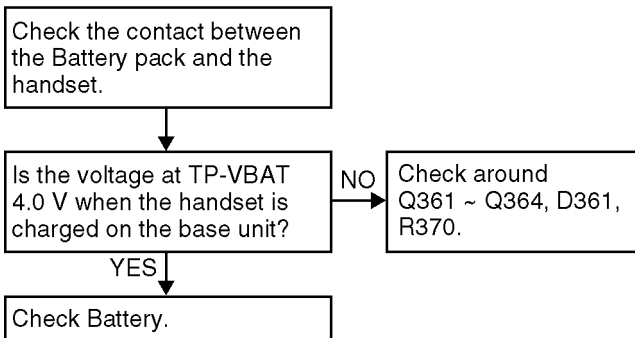 Check the contact between
the Battery pack and the
handset.
Is the voltage at TP-VBAT
4.0 V when the handset is
charged on the base unit?
NO
Check around
Q361 ~ Q364, D361,
R370.
YES
Check Battery.